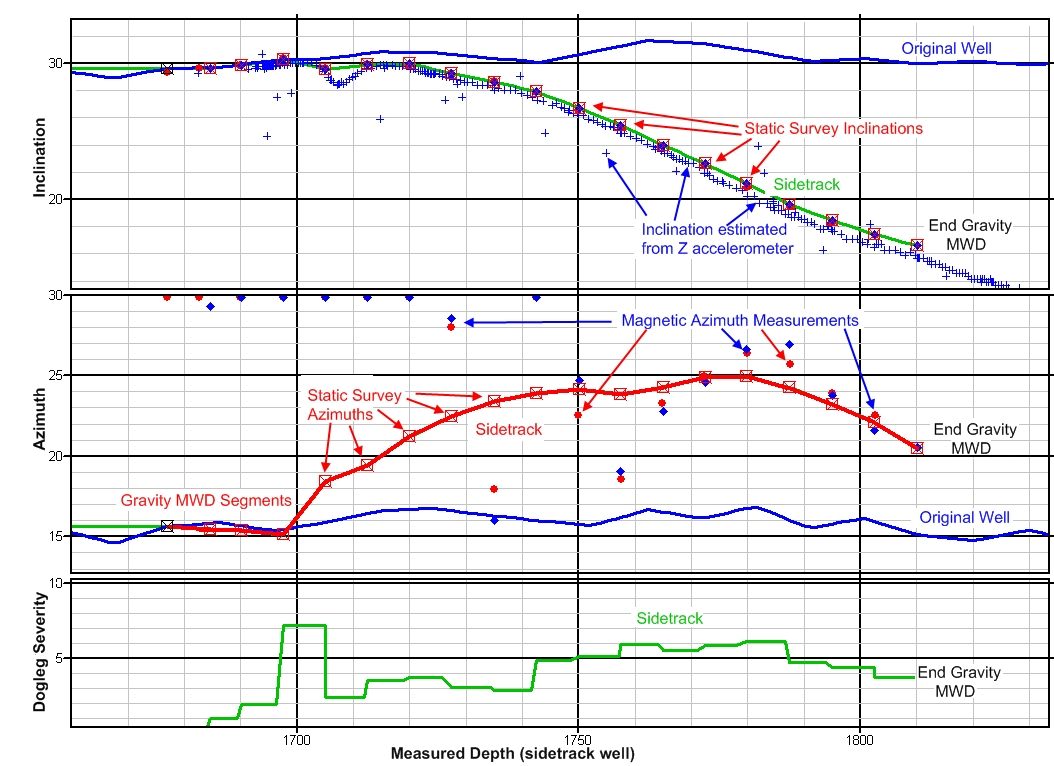 Original Well
30
Static Survey Inclinations
Inclination
Sidetrack
20
Inclination estimated
from Z accelerometer
End Gravity
MWD
30
Magnetic Azimuth Measurements
25
Static Survey
Azimuths
Azimuth
Sidetrack
End Gravity
MWD
20
Gravity MWD Segments
Original Well
15
10
Dogleg Severity
Sidetrack
5
End Gravity
MWD
1700
1750
1800
Measured Depth (sidetrack well)